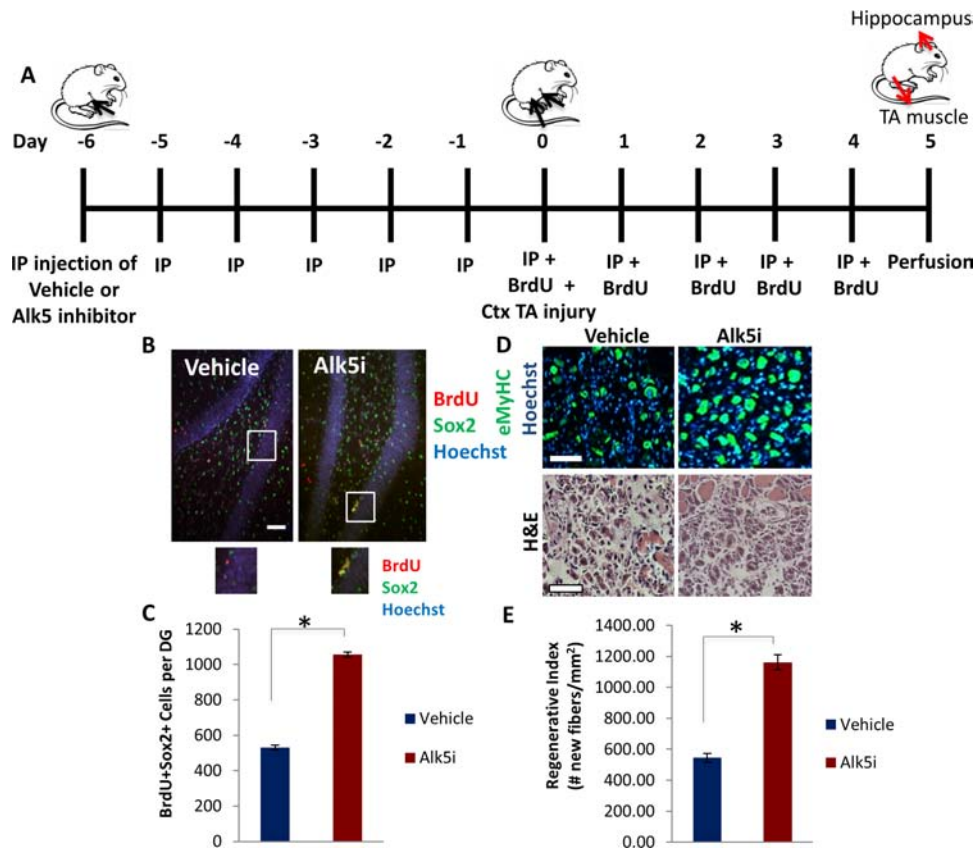 Hippocampus
A
TA muscle
Day -6 -5 -4 -3 -2 -1 0 1 2 3 4 5
IP injection of
Vehicle or
Alk5 inhibitor
IP IP IP IP IP
IP +
BrdU +
Ctx TA injury
IP +
BrdU
IP +
BrdU
IP +
BrdU
IP +
BrdU
Perfusion
B
Vehicle
Alk5i
BrdU
Sox2
Hoechst
BrdU
Sox2
Hoechst
C
BrdU+Sox2+ Cells per DG
1200
1000
800
600
400
200
0
*
Vehicle
Alk5i
D
Vehicle
Alk5i
eMyHC
Hoechst
H&E
E
Regenerative Index
(# new fibers/mm²)
1400.00
1200.00
1000.00
800.00
600.00
400.00
200.00
0.00
*
Vehicle
Alk5i